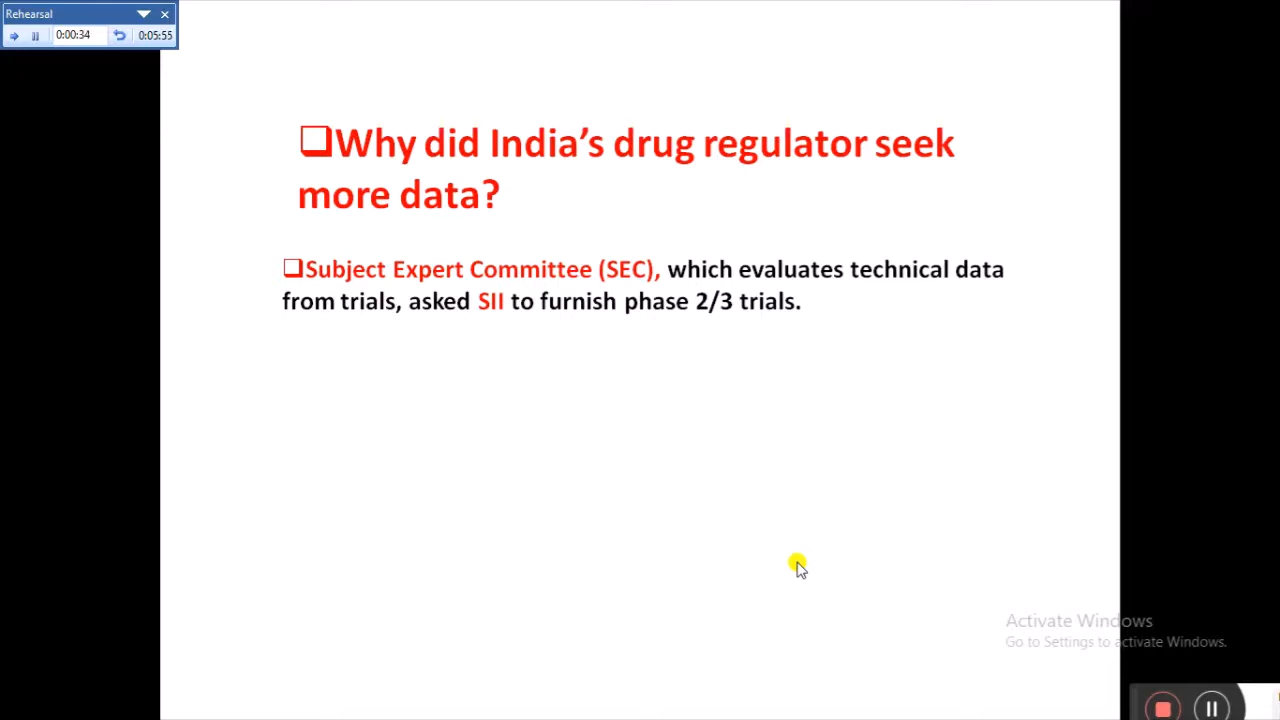 Rehearsal
0:00:34
0:05:55
❑Why did India’s drug regulator seek
more data?
❑Subject Expert Committee (SEC), which evaluates technical data
from trials, asked SII to furnish phase 2/3 trials.
Activate Windows
Go to Settings to activate Windows.